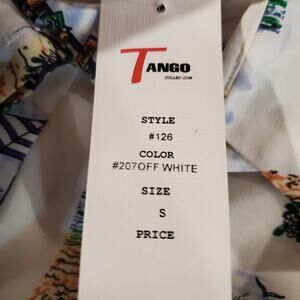 TANGO
COLLECTION
STYLE
#126
COLOR
#207OFF WHITE
SIZE
S
PRICE